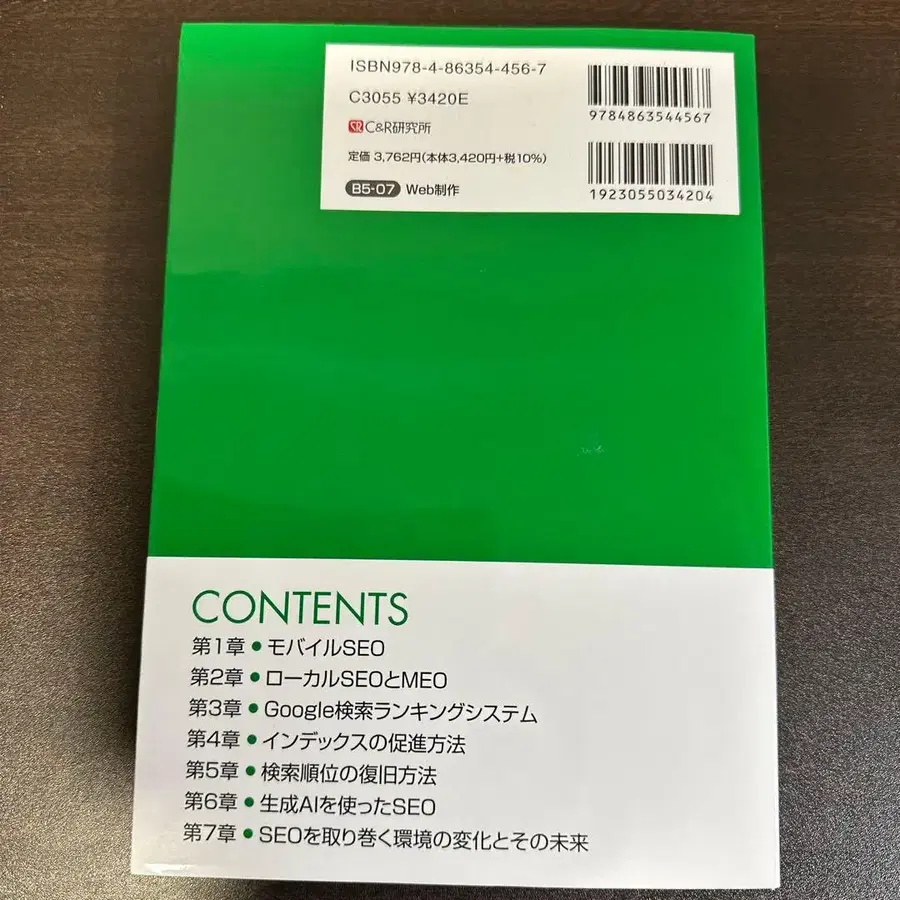 ISBN978-4-86354-456-7
C3055 ¥3420E
C&R研究所
定価 3,762円(本体3,420円+税10%)
B5-07 Web制作
9784863544567
1923055034204
CONTENTS
第1章●モバイルSEO
第2章●ローカルSEOとMEO
第3章●Google検索ランキングシステム
第4章●インデックスの促進方法
第5章●検索順位の復旧方法
第6章●生成AIを使ったSEO
第7章●SEOを取り巻く環境の変化とその未来